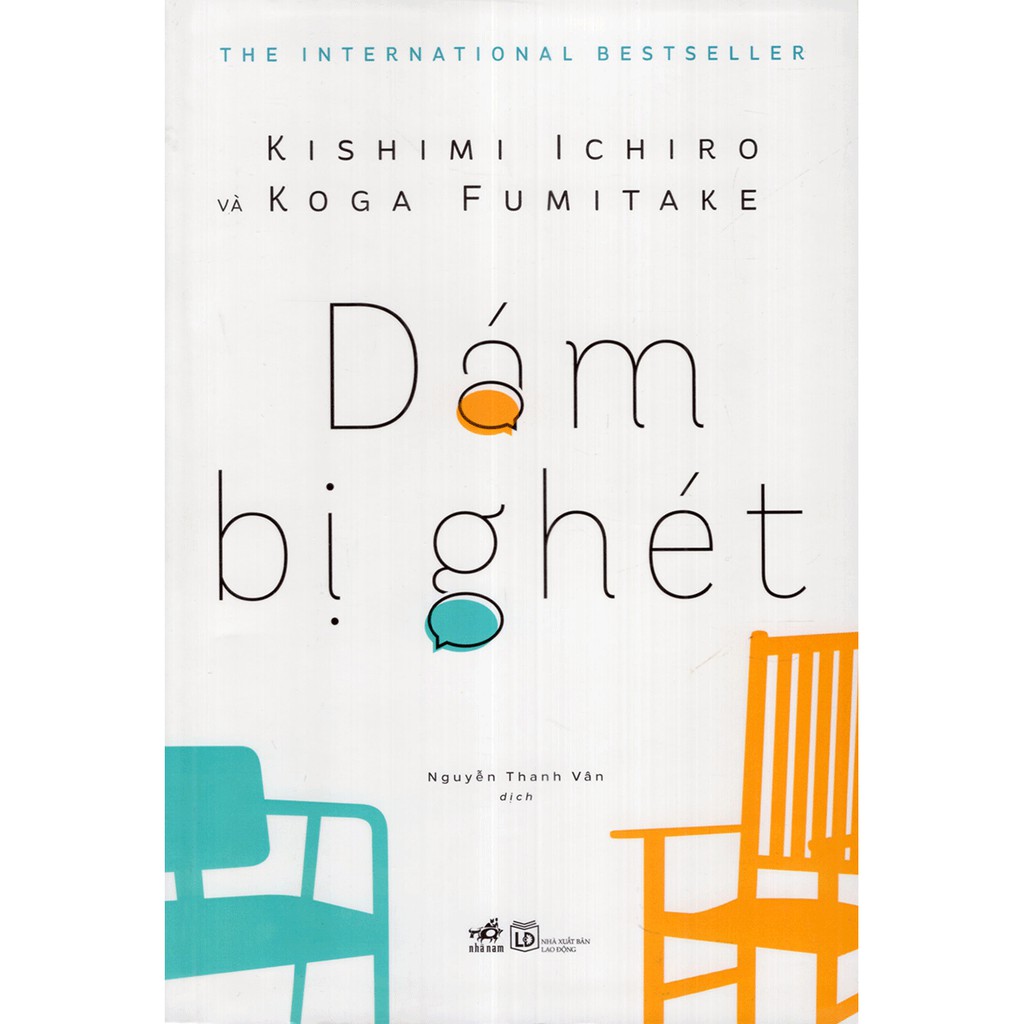 THE INTERNATIONAL BESTSELLER
KISHIMI ICHIRO
VÀ KOGA FUMITAKE
Dám
bị ghét
Nguyễn Thanh Vân
dịch
nhã nam
LĐ NHÀ XUẤT BẢN
LAO ĐỘNG